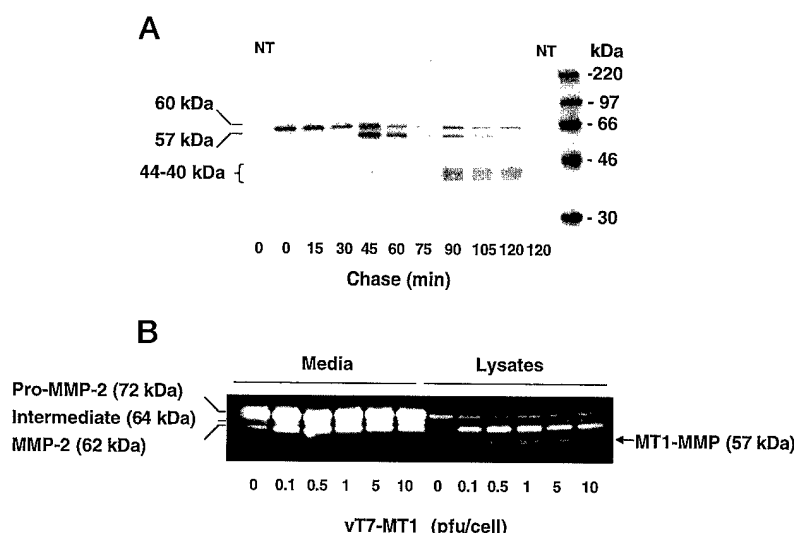 A
NT NT kDa
-220
60 kDa - 97
57 kDa - 66
44-40 kDa - 46
- 30
0 0 15 30 45 60 75 90 105 120 120
Chase (min)
B
Media Lysates
Pro-MMP-2 (72 kDa)
Intermediate (64 kDa)
MMP-2 (62 kDa) MT1-MMP (57 kDa)
0 0.1 0.5 1 5 10 0 0.1 0.5 1 5 10
vT7-MT1 (pfu/cell)